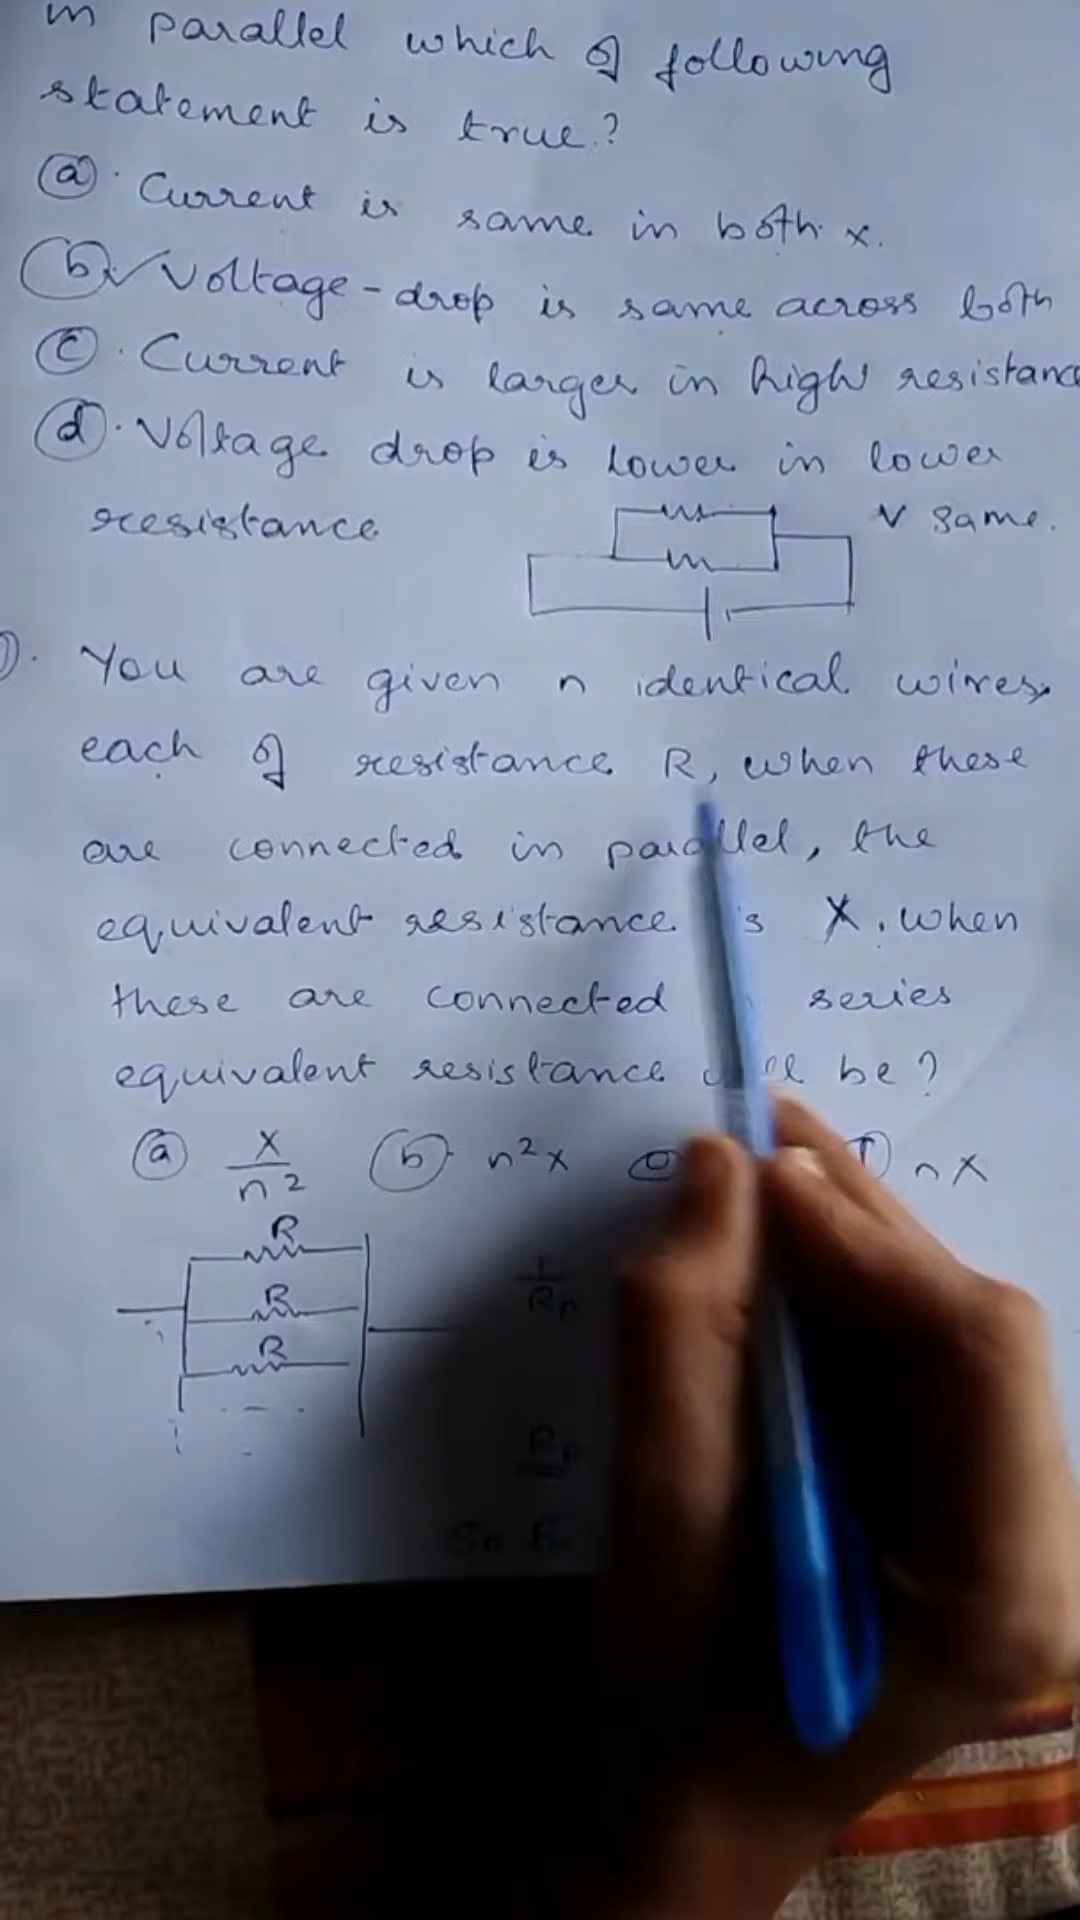 in parallel which of following
statement is true?
(a). Current is same in both x.
(b) ✓ Voltage-drop is same across both
(c). Current is larger in high resistance
(d). Voltage drop is lower in lower
resistance V same.
). You are given n identical wires,
each of resistance R, when these
are connected in parallel, the
equivalent resistance is X. when
these are connected series
equivalent resistance be?
(a) X/n² (b) n²x nX
R
R
R
1/Rp
So